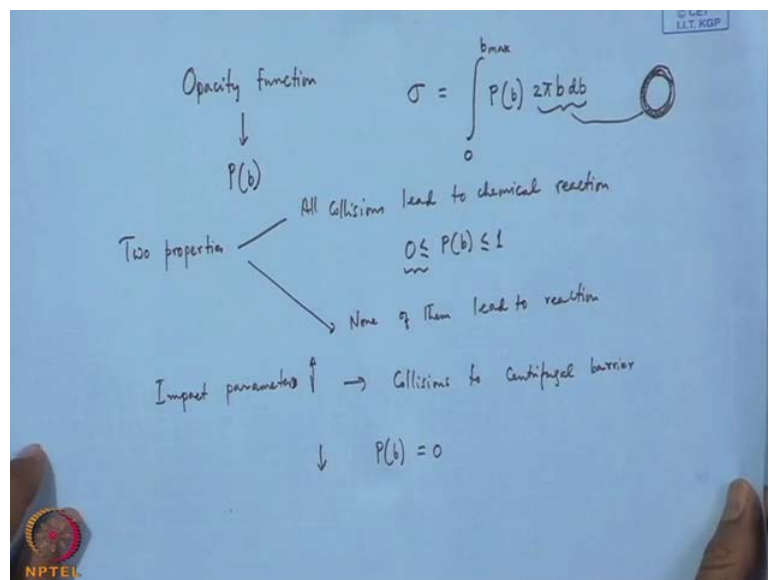 © CET
I.I.T. KGP
Opacity function
P(b)
σ = ∫₀^bmax P(b) 2πb db
Two properties
All collisions lead to chemical reaction
0 ≤ P(b) ≤ 1
None of them lead to reaction
Impact parameters ↑ → Collisions to Centrifugal barrier
↓ P(b) = 0
NPTEL